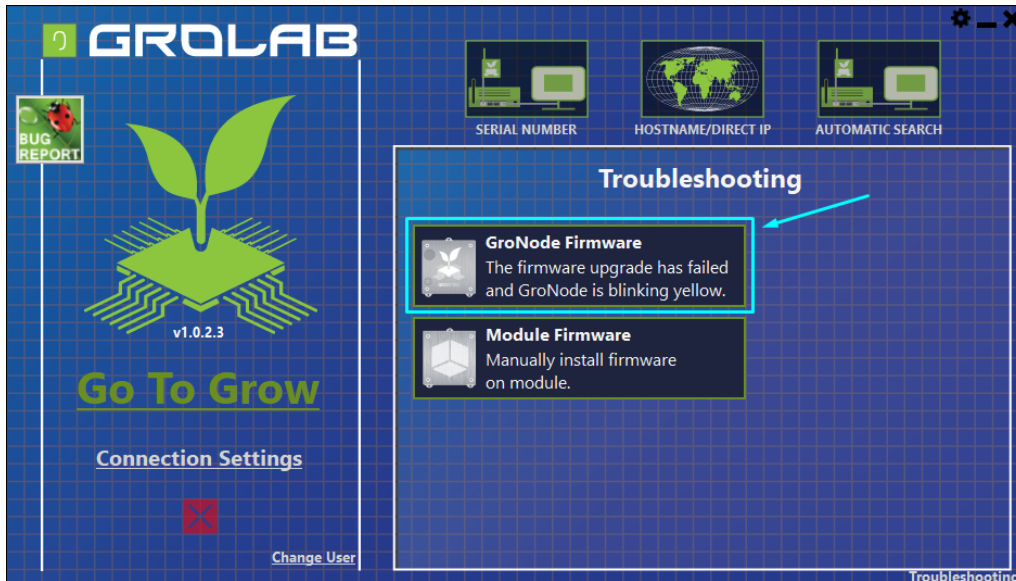 GROLAB
BUG
REPORT
v1.0.2.3
Go To Grow
Connection Settings
Change User
SERIAL NUMBER
HOSTNAME/DIRECT IP
AUTOMATIC SEARCH
Troubleshooting
GroNode Firmware
The firmware upgrade has failed
and GroNode is blinking yellow.
Module Firmware
Manually install firmware
on module.
Troubleshooting